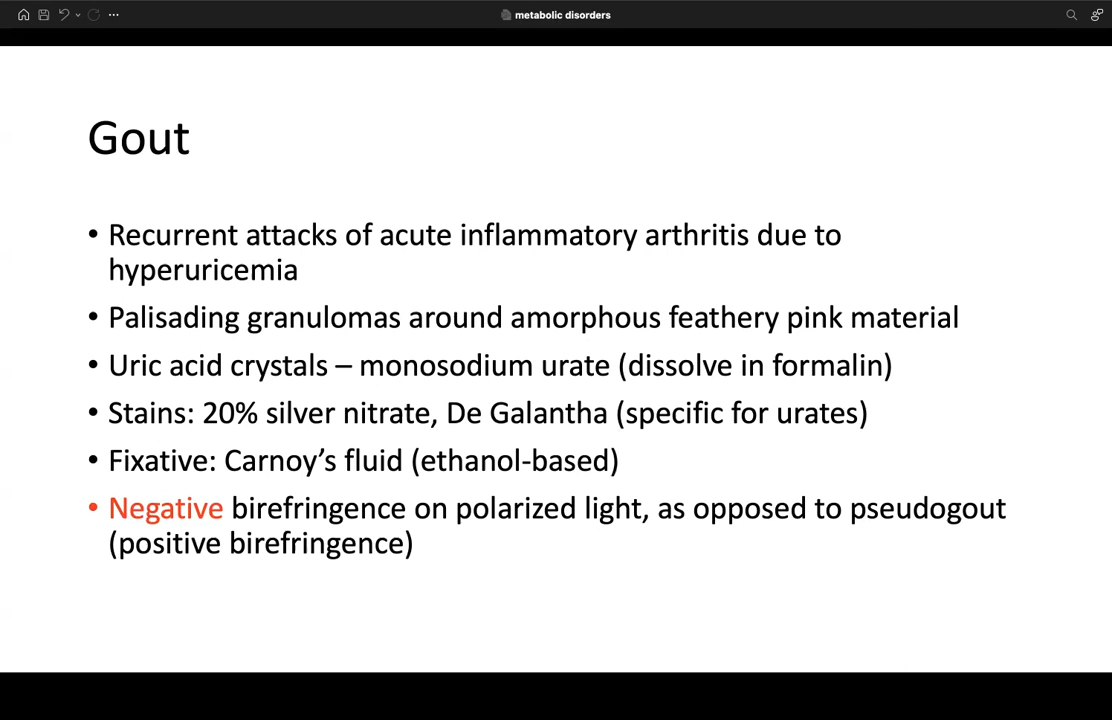 metabolic disorders
Gout
• Recurrent attacks of acute inflammatory arthritis due to
hyperuricemia
• Palisading granulomas around amorphous feathery pink material
• Uric acid crystals – monosodium urate (dissolve in formalin)
• Stains: 20% silver nitrate, De Galantha (specific for urates)
• Fixative: Carnoy’s fluid (ethanol-based)
• Negative birefringence on polarized light, as opposed to pseudogout
(positive birefringence)